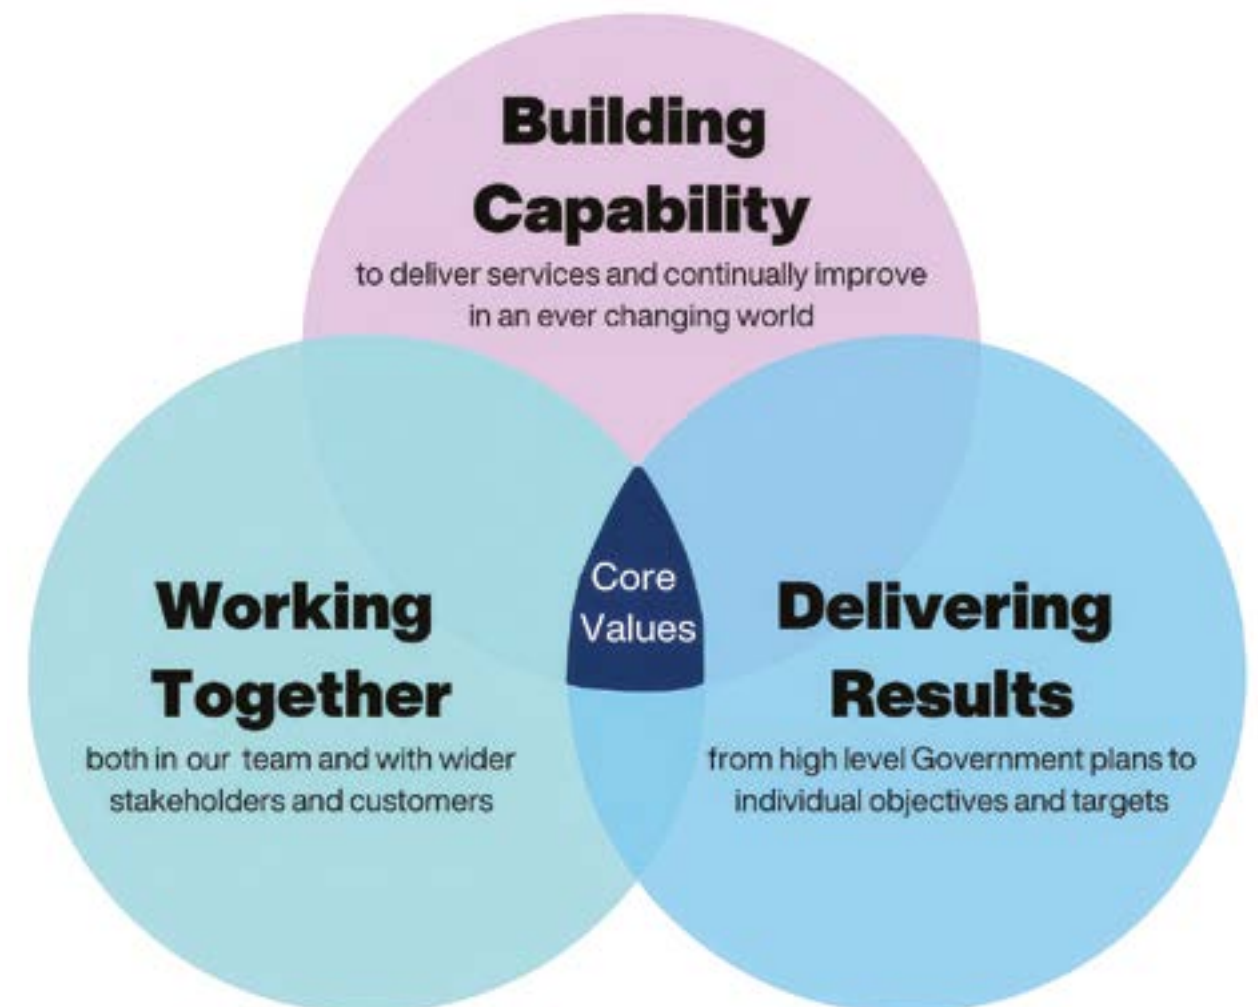 Building
Capability
to deliver services and continually improve
in an ever changing world
Core
Values
Working
Together
both in our team and with wider
stakeholders and customers
Delivering
Results
from high level Government plans to
individual objectives and targets